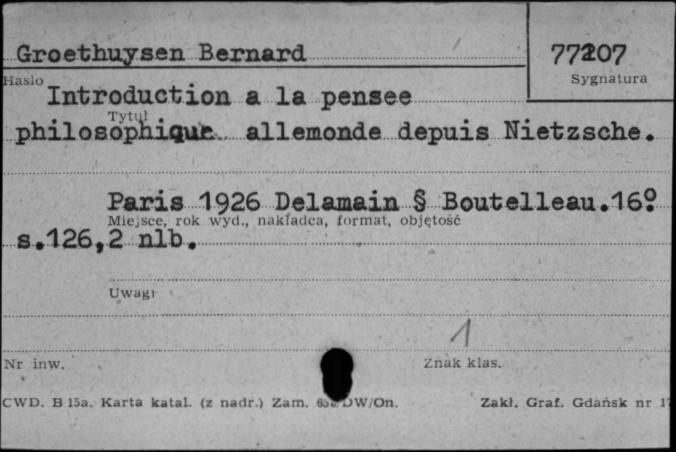 Groethuysen Bernard
77207
Hasło
Sygnatura
Introduction a la pensee
Tytuł
philosophique allemonde depuis Nietzsche.
Paris 1926 Delamain § Boutelleau.16º
Miejsce, rok wyd., nakładca, format, objętość
s.126,2 nlb.
Uwagi
1
Nr inw.
Znak klas.
CWD. B 15a. Karta katal. (z nadr.) Zam. DW/On.
Zakł. Graf. Gdańsk nr